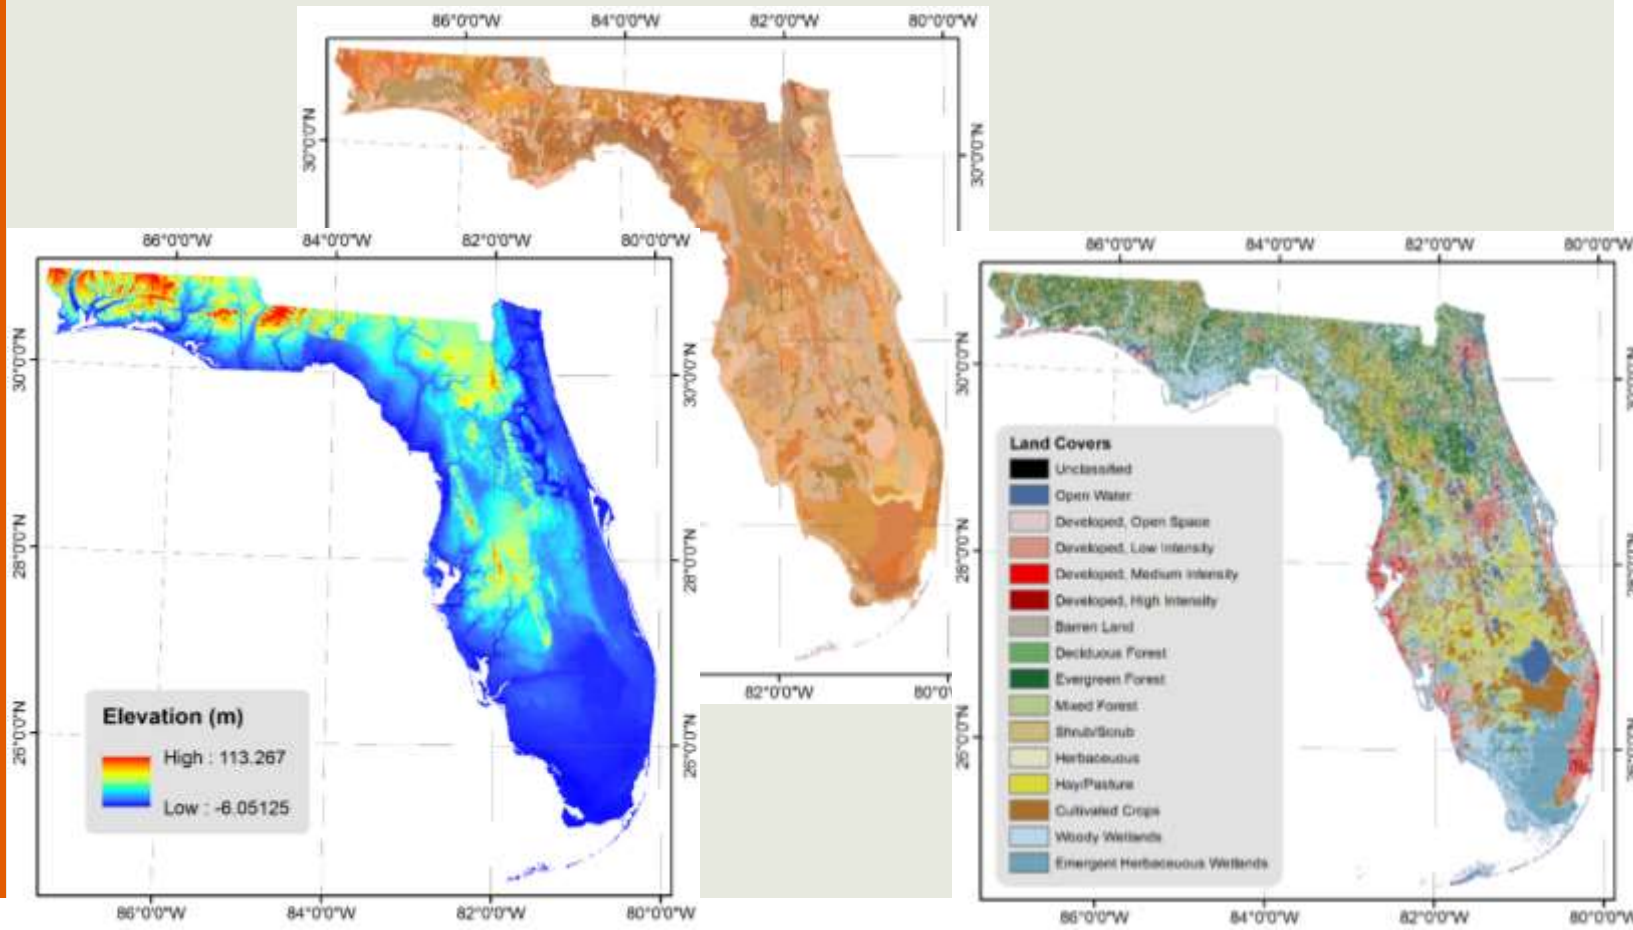 86°0'0"W 84°0'0"W 82°0'0"W 80°0'0"W
30°0'0"N
30°0'0"N
82°0'0"W
86°0'0"W 84°0'0"W 82°0'0"W 80°0'0"W
30°0'0"N
28°0'0"N
26°0'0"N
30°0'0"N
28°0'0"N
26°0'0"N
Elevation (m)
High : 113.267
Low : -6.05125
86°0'0"W 84°0'0"W 82°0'0"W 80°0'0"W
86°0'0"W 84°0'0"W 82°0'0"W 80°0'0"W
30°0'0"N
28°0'0"N
26°0'0"N
Land Covers
Unclassified
Open Water
Developed, Open Space
Developed, Low Intensity
Developed, Medium Intensity
Developed, High Intensity
Barren Land
Deciduous Forest
Evergreen Forest
Mixed Forest
Shrub/Scrub
Herbaceous
Hay/Pasture
Cultivated Crops
Woody Wetlands
Emergent Herbaceuous Wetlands
86°0'0"W 84°0'0"W 82°0'0"W 80°0'0"W